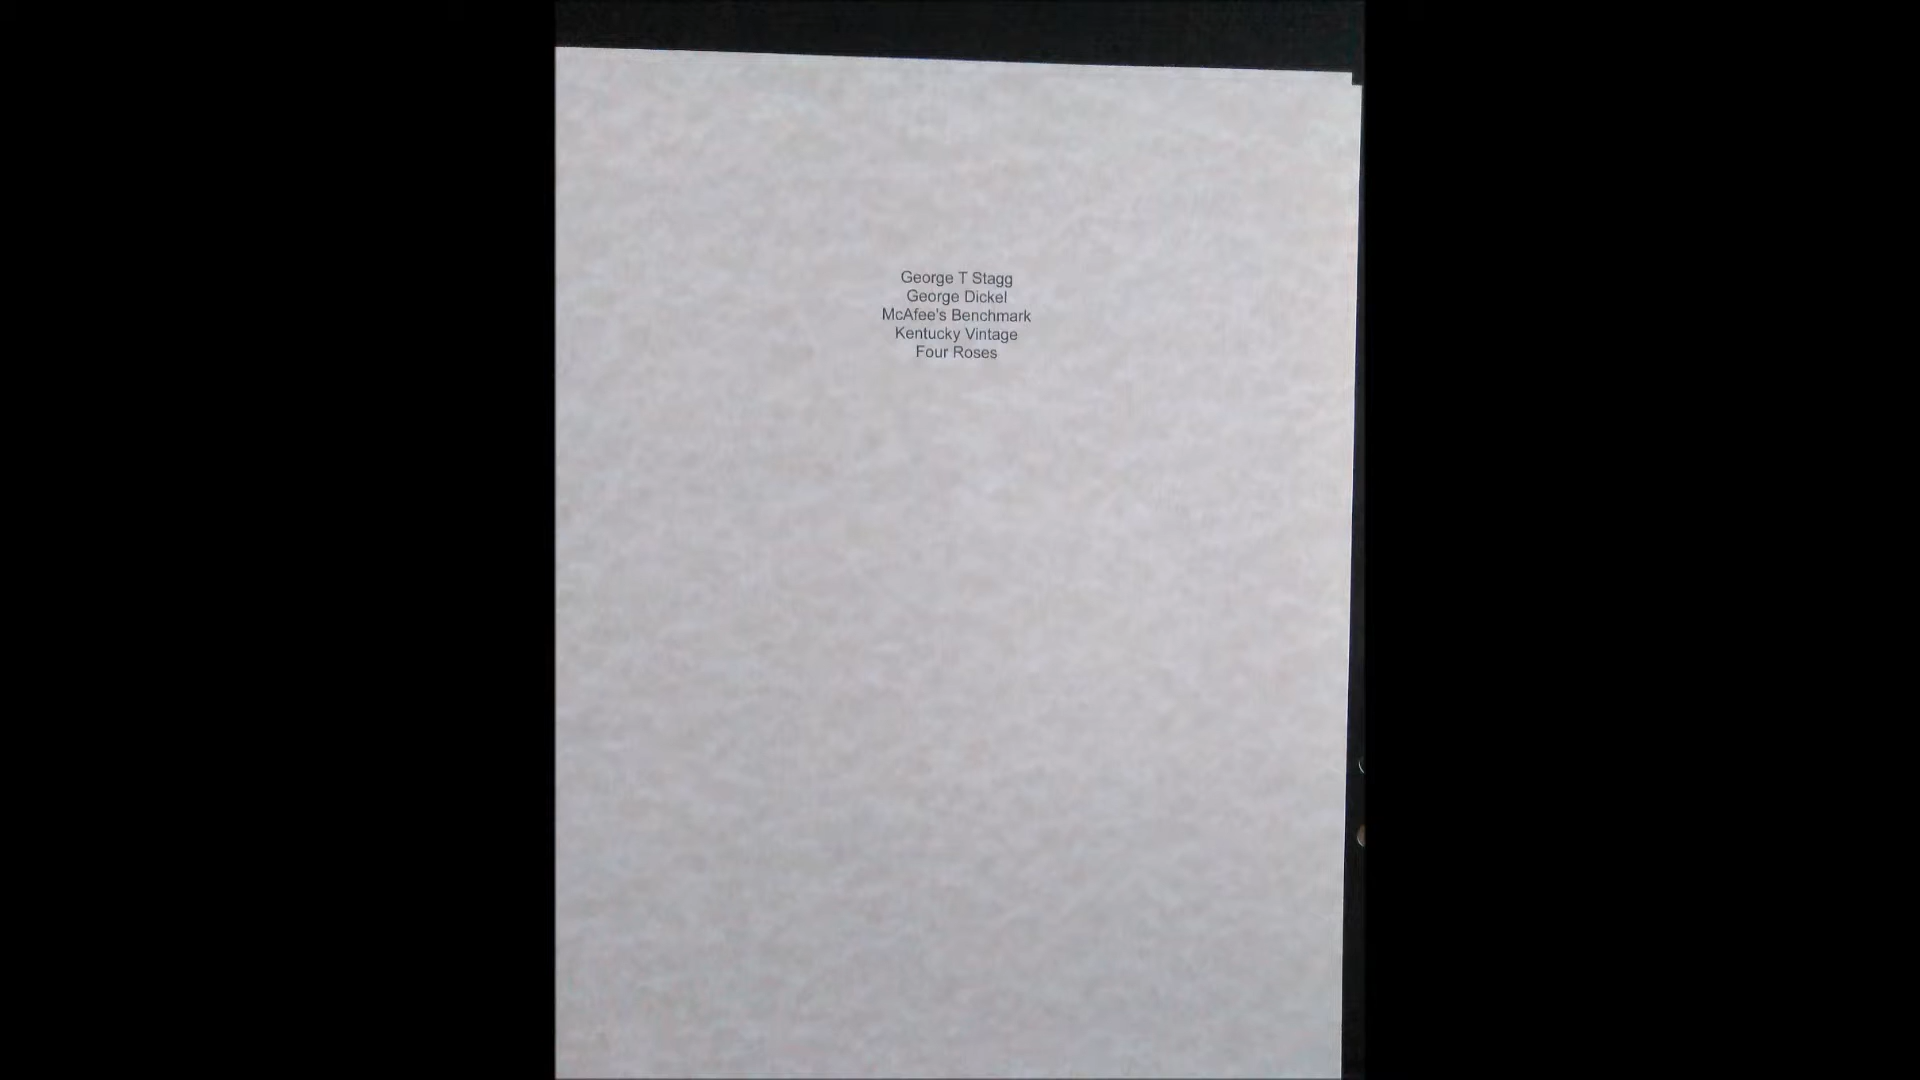 George T Stagg
George Dickel
McAfee's Benchmark
Kentucky Vintage
Four Roses